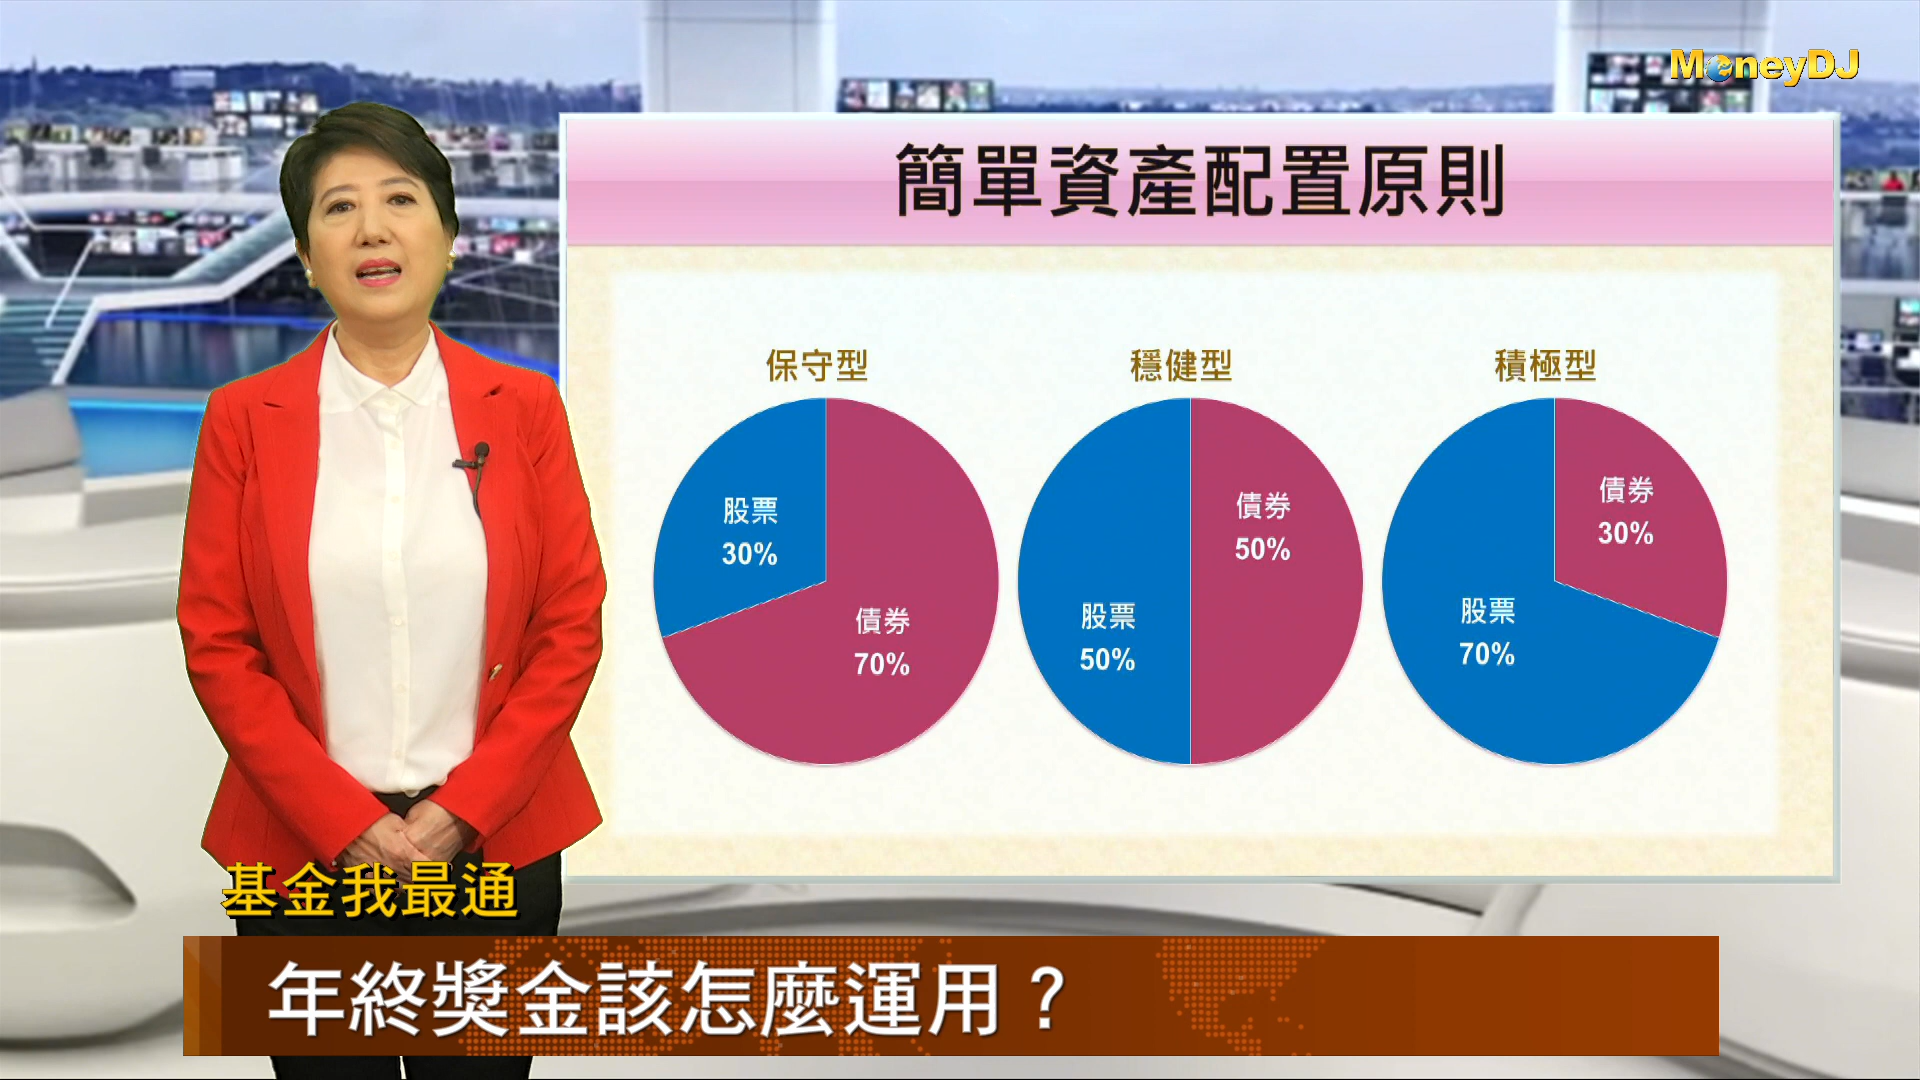 MoneyDJ
簡單資產配置原則
保守型
股票
30%
債券
70%
穩健型
債券
50%
股票
50%
積極型
債券
30%
股票
70%
基金我最通
年終獎金該怎麼運用？